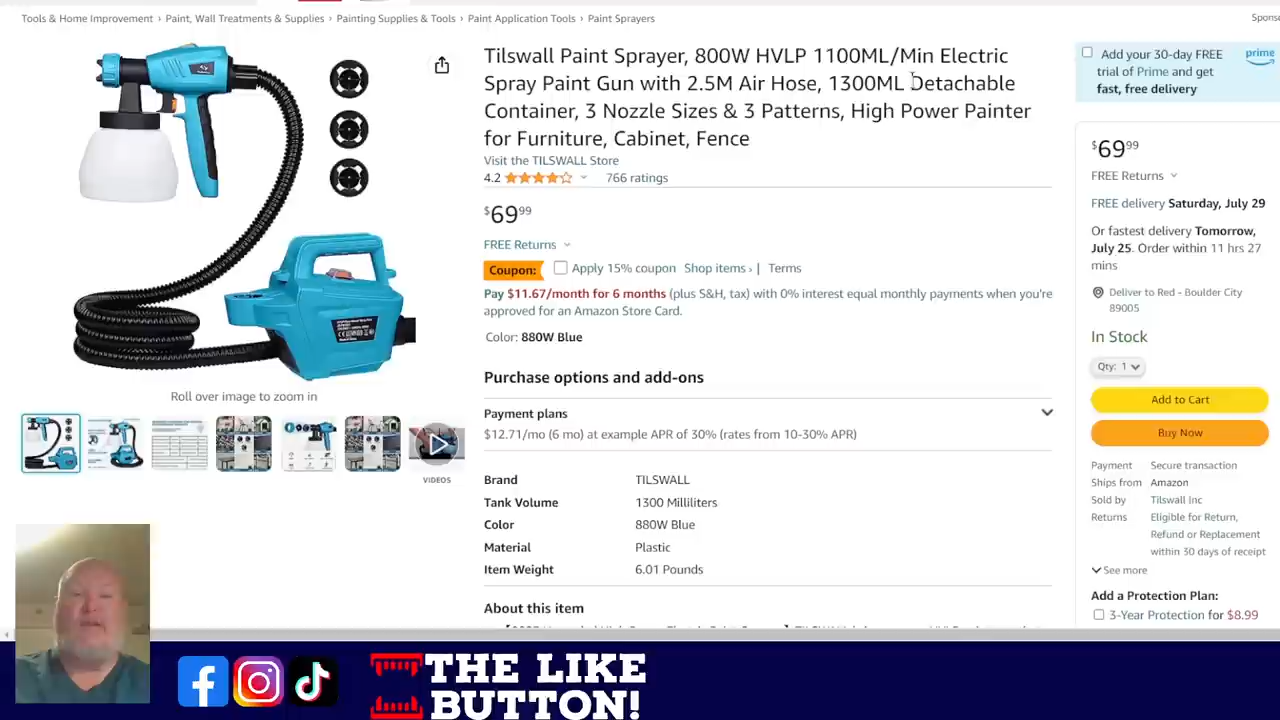 Tools & Home Improvement › Paint, Wall Treatments & Supplies › Painting Supplies & Tools › Paint Application Tools › Paint Sprayers
Tilswall Paint Sprayer, 800W HVLP 1100ML/Min Electric
Spray Paint Gun with 2.5M Air Hose, 1300ML Detachable
Container, 3 Nozzle Sizes & 3 Patterns, High Power Painter
for Furniture, Cabinet, Fence
Visit the TILSWALL Store
4.2 766 ratings
$69 99
FREE Returns
Coupon: Apply 15% coupon Shop items › | Terms
Pay $11.67/month for 6 months (plus S&H, tax) with 0% interest equal monthly payments when you're
approved for an Amazon Store Card.
Color: 880W Blue
Purchase options and add-ons
Payment plans
$12.71/mo (6 mo) at example APR of 30% (rates from 10-30% APR)
Brand TILSWALL
Tank Volume 1300 Milliliters
Color 880W Blue
Material Plastic
Item Weight 6.01 Pounds
About this item
Roll over image to zoom in
VIDEOS
Add your 30-day FREE
trial of Prime and get
fast, free delivery
prime
$69 99
FREE Returns
FREE delivery Saturday, July 29
Or fastest delivery Tomorrow,
July 25. Order within 11 hrs 27
mins
Deliver to Red - Boulder City
89005
In Stock
Qty: 1
Add to Cart
Buy Now
Payment Secure transaction
Ships from Amazon
Sold by Tilswall Inc
Returns Eligible for Return,
Refund or Replacement
within 30 days of receipt
See more
Add a Protection Plan:
3-Year Protection for $8.99
THE LIKE
BUTTON!